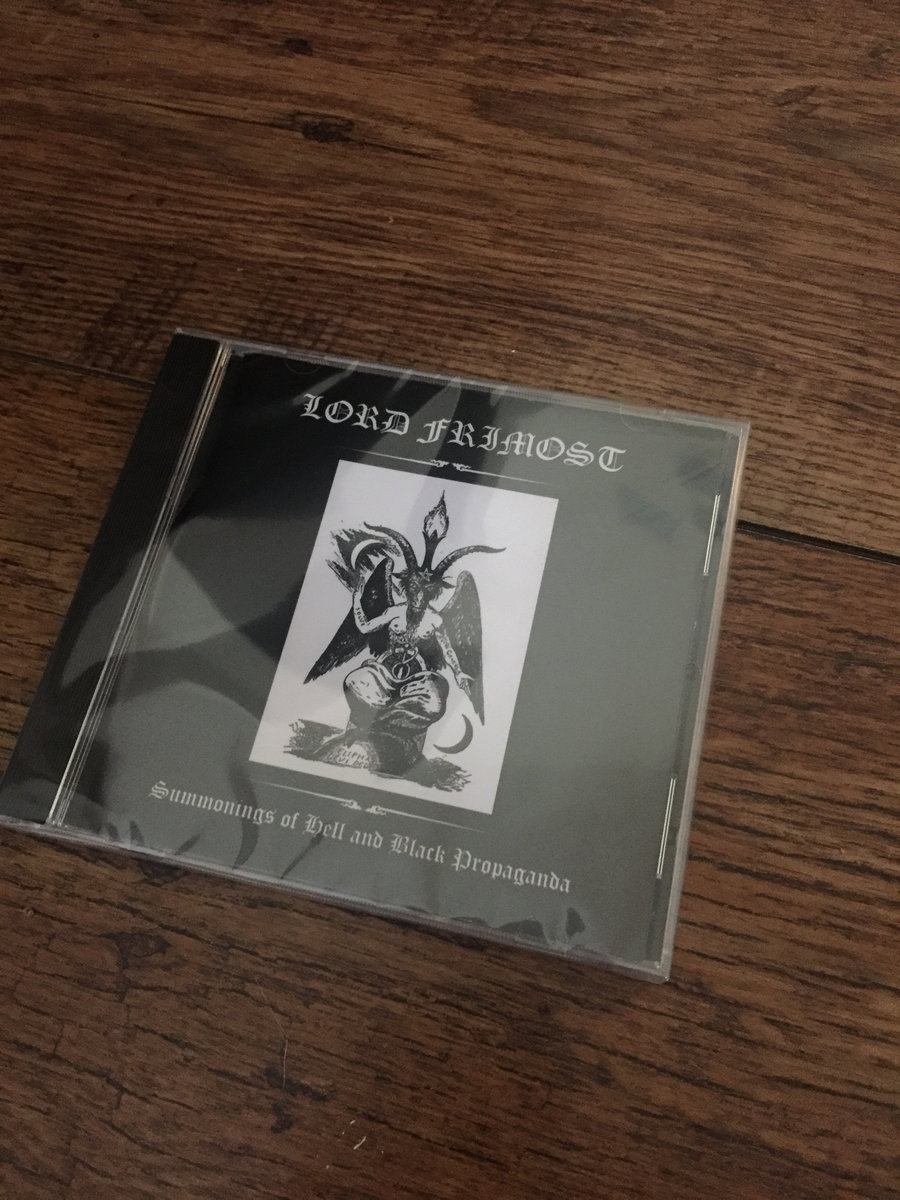 LORD FRIMOST
Summonings of Hell and Black Propaganda